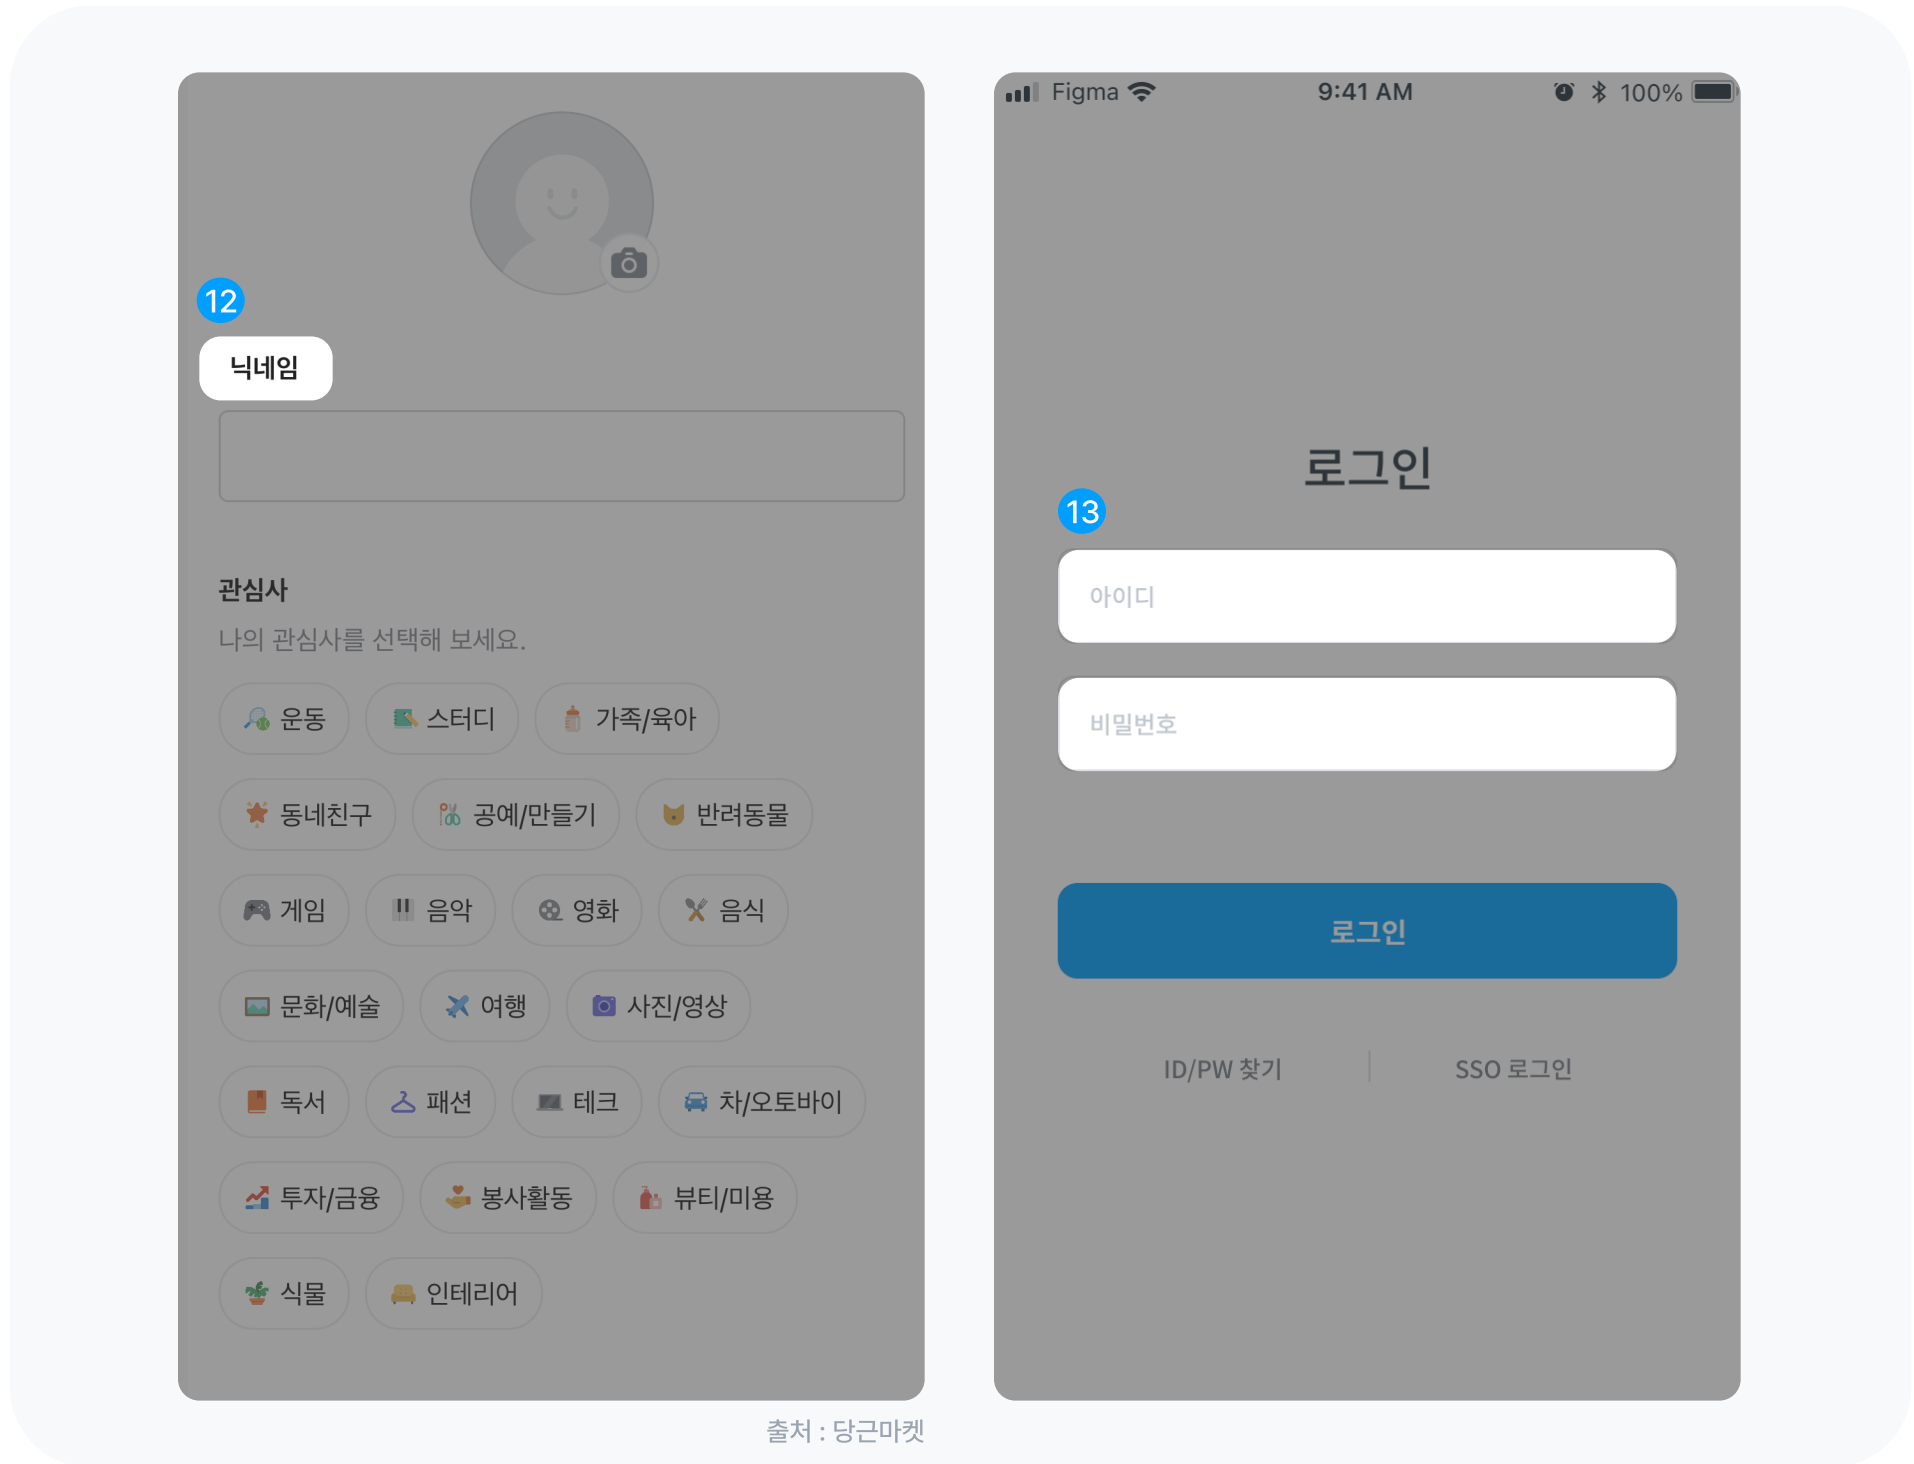 12
닉네임
관심사
나의 관심사를 선택해 보세요.
운동 스터디 가족/육아
동네친구 공예/만들기 반려동물
게임 음악 영화 음식
문화/예술 여행 사진/영상
독서 패션 테크 차/오토바이
투자/금융 봉사활동 뷰티/미용
식물 인테리어
출처 : 당근마켓
Figma 9:41 AM 100%
로그인
13
아이디
비밀번호
로그인
ID/PW 찾기 SSO 로그인